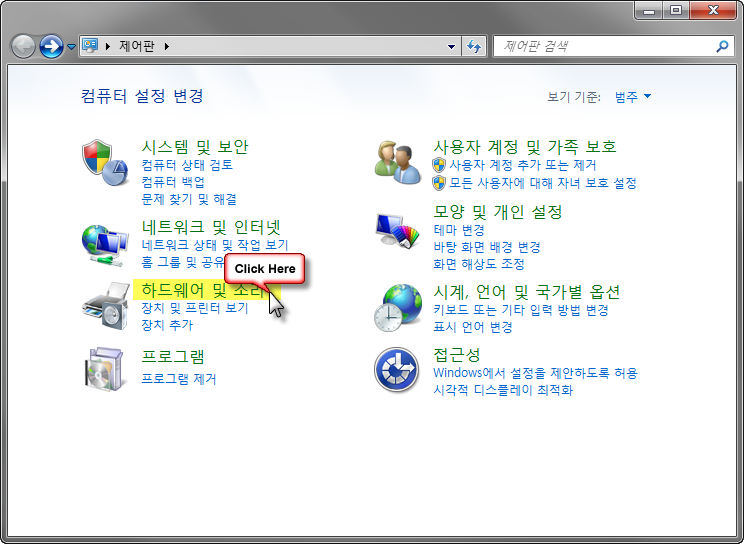 제어판
제어판 검색
컴퓨터 설정 변경
보기 기준: 범주
시스템 및 보안
컴퓨터 상태 검토
컴퓨터 백업
문제 찾기 및 해결
네트워크 및 인터넷
네트워크 상태 및 작업 보기
홈 그룹 및 공유
Click Here
하드웨어 및 소리
장치 및 프린터 보기
장치 추가
프로그램
프로그램 제거
사용자 계정 및 가족 보호
사용자 계정 추가 또는 제거
모든 사용자에 대해 자녀 보호 설정
모양 및 개인 설정
테마 변경
바탕 화면 배경 변경
화면 해상도 조정
시계, 언어 및 국가별 옵션
키보드 또는 기타 입력 방법 변경
표시 언어 변경
접근성
Windows에서 설정을 제안하도록 허용
시각적 디스플레이 최적화